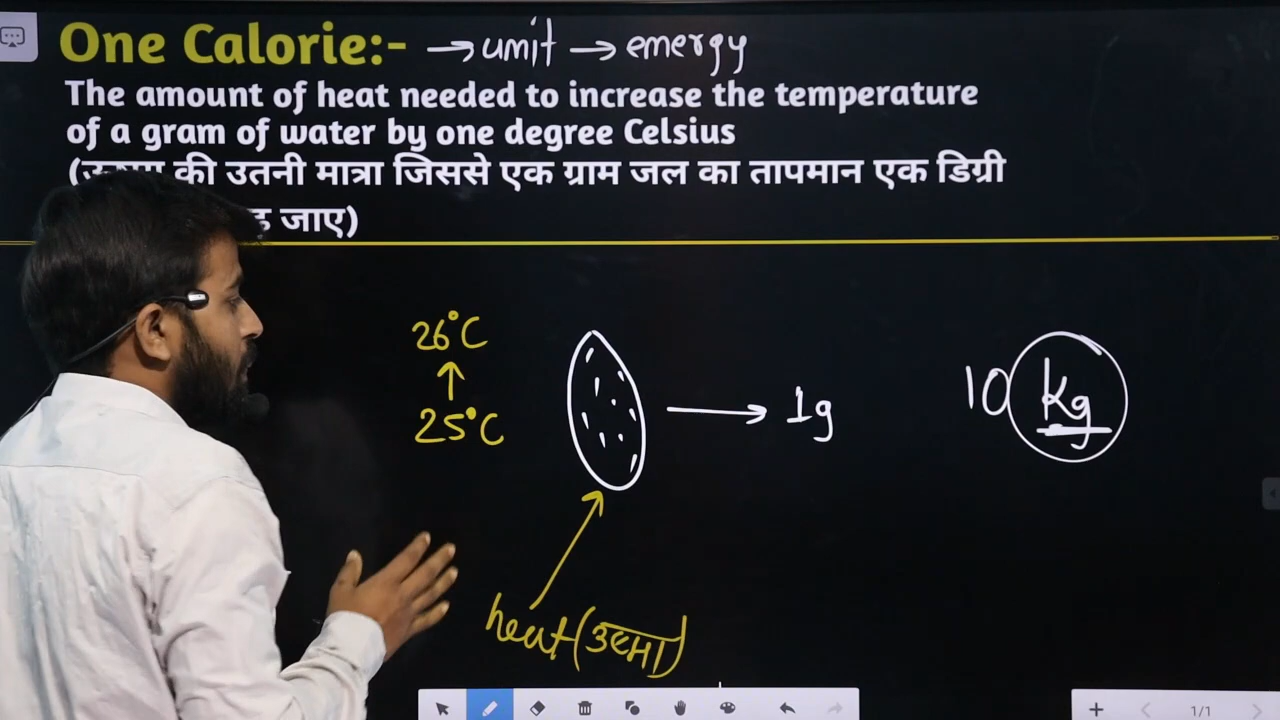 One Calorie:- → unit → energy
The amount of heat needed to increase the temperature
of a gram of water by one degree Celsius
की उतनी मात्रा जिससे एक ग्राम जल का तापमान एक डिग्री
जाए)
26°C
↑
25°C
→ 1g
10 kg
heat (उष्मा)
1/1